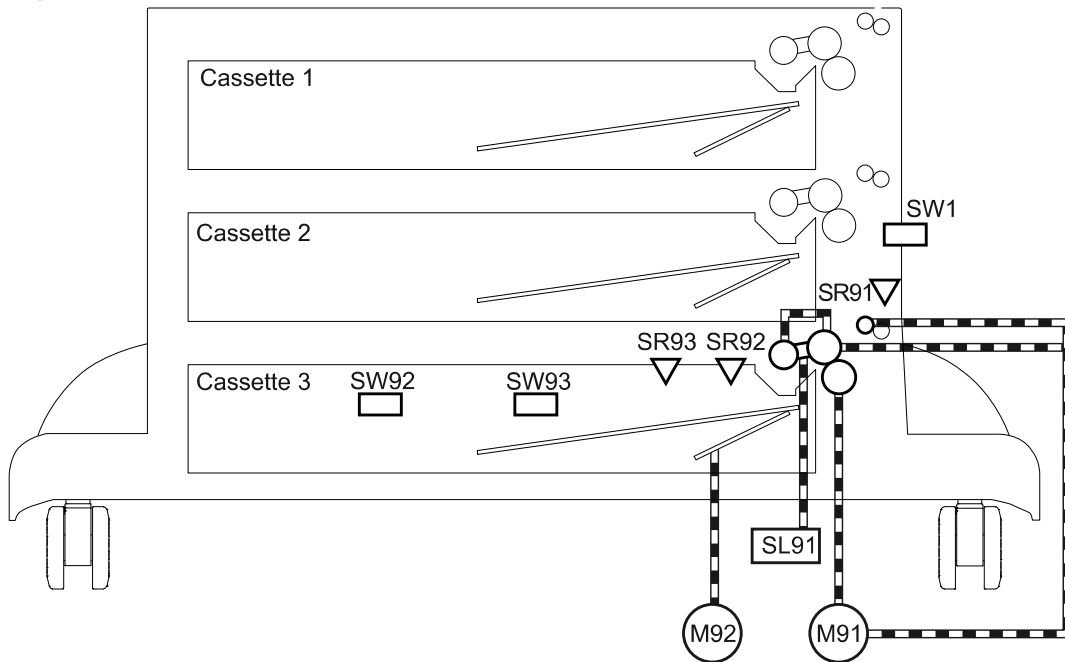 Cassette 1
Cassette 2
SW1
SR91
SR93
SR92
Cassette 3
SW92
SW93
SL91
M92
M91